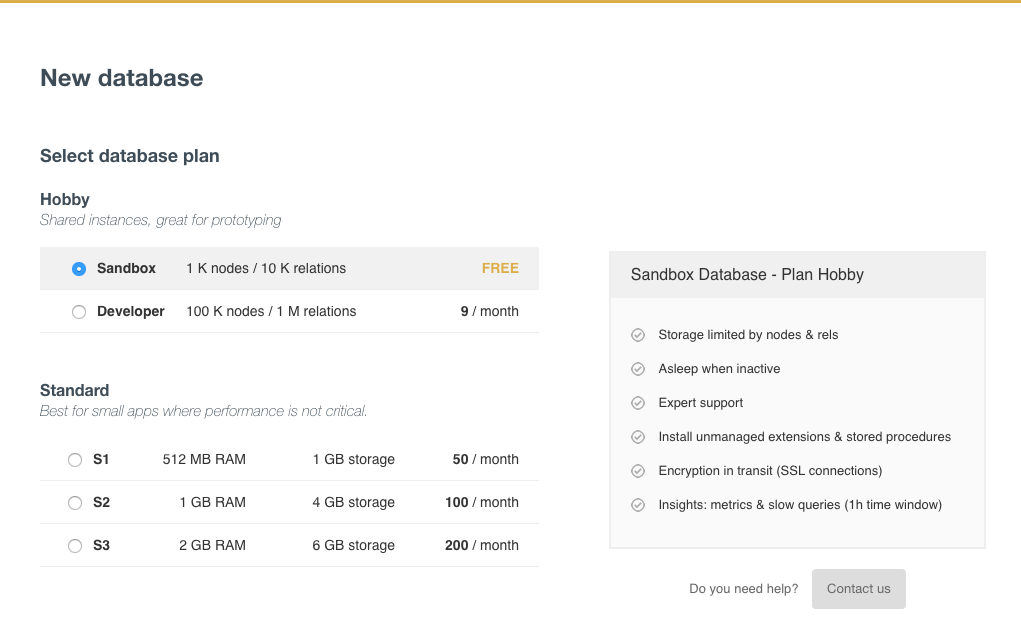 New database
Select database plan
Hobby
Shared instances, great for prototyping
Sandbox 1 K nodes / 10 K relations FREE
Developer 100 K nodes / 1 M relations 9 / month
Standard
Best for small apps where performance is not critical.
S1 512 MB RAM 1 GB storage 50 / month
S2 1 GB RAM 4 GB storage 100 / month
S3 2 GB RAM 6 GB storage 200 / month
Sandbox Database - Plan Hobby
Storage limited by nodes & rels
Asleep when inactive
Expert support
Install unmanaged extensions & stored procedures
Encryption in transit (SSL connections)
Insights: metrics & slow queries (1h time window)
Do you need help? Contact us